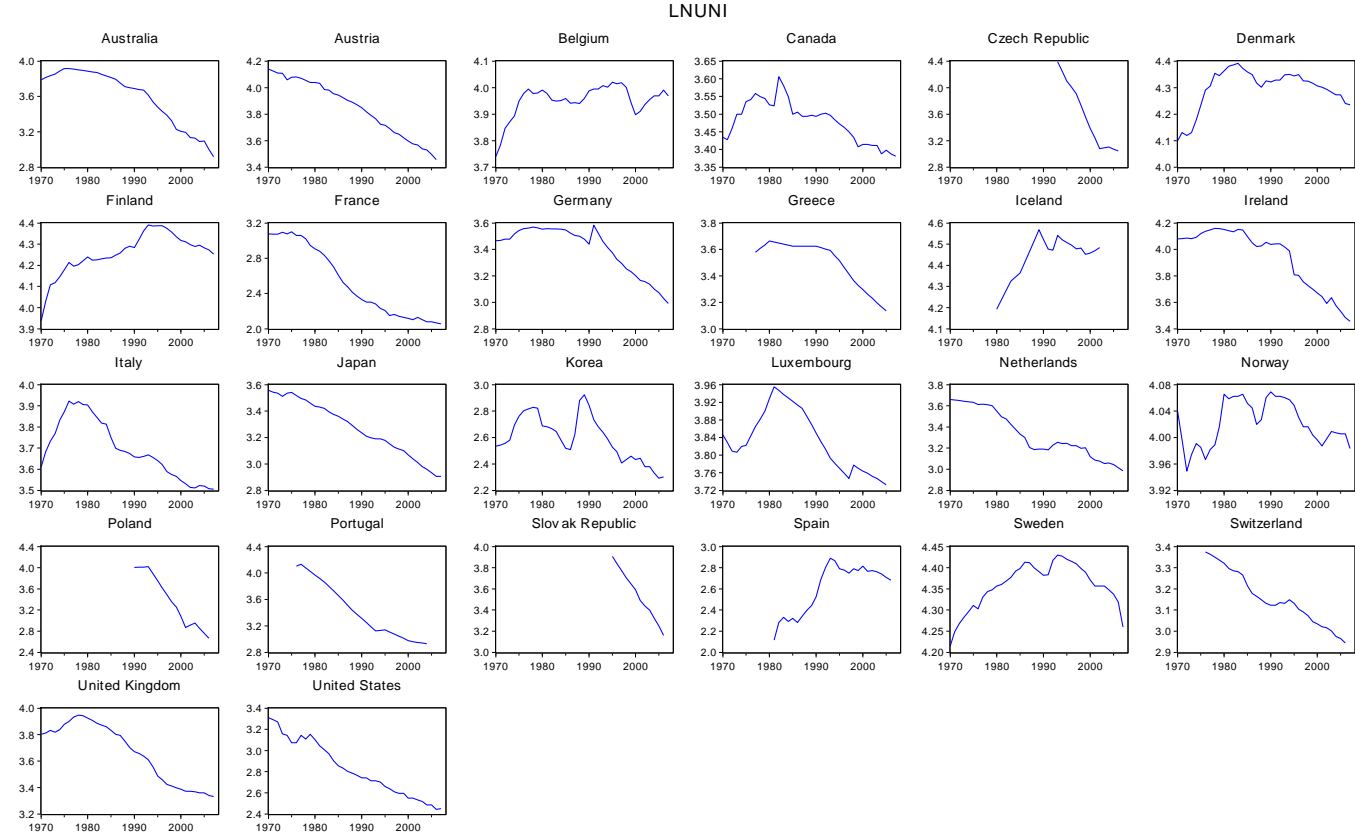 LNUNI
Australia Austria Belgium Canada Czech Republic Denmark
4.0 4.2 4.1 3.65 4.4 4.4
3.6 4.0 4.0 3.60 4.0 4.3
3.2 3.8 3.9 3.55 3.6 4.2
2.8 3.6 3.8 3.50 3.2 4.1
3.4 3.7 3.45 2.8 4.0
3.40
3.35
1970 1980 1990 2000 1970 1980 1990 2000 1970 1980 1990 2000 1970 1980 1990 2000 1970 1980 1990 2000 1970 1980 1990 2000
Finland France Germany Greece Iceland Ireland
4.4 3.2 3.6 3.8 4.6 4.2
4.3 2.8 3.4 3.6 4.5 4.0
4.2 2.4 3.2 3.4 4.4 3.8
4.1 2.0 3.0 3.2 4.3 3.6
4.0 2.8 3.0 4.2 3.4
3.9 4.1
1970 1980 1990 2000 1970 1980 1990 2000 1970 1980 1990 2000 1970 1980 1990 2000 1970 1980 1990 2000 1970 1980 1990 2000
Italy Japan Korea Luxembourg Netherlands Norway
4.0 3.6 3.0 3.96 3.8 4.08
3.9 3.4 2.8 3.92 3.6 4.04
3.8 3.2 2.6 3.88 3.4 4.00
3.7 3.0 2.4 3.84 3.2 3.96
3.6 2.8 2.2 3.80 3.0 3.92
3.5 3.76 2.8
3.72
1970 1980 1990 2000 1970 1980 1990 2000 1970 1980 1990 2000 1970 1980 1990 2000 1970 1980 1990 2000 1970 1980 1990 2000
Poland Portugal Slovak Republic Spain Sweden Switzerland
4.4 4.4 4.0 3.0 4.45 3.4
4.0 4.0 3.8 2.8 4.40 3.3
3.6 3.6 3.6 2.6 4.35 3.2
3.2 3.2 3.4 2.4 4.30 3.1
2.8 2.8 3.2 2.2 4.25 3.0
2.4 3.0 2.0 4.20 2.9
1970 1980 1990 2000 1970 1980 1990 2000 1970 1980 1990 2000 1970 1980 1990 2000 1970 1980 1990 2000 1970 1980 1990 2000
United Kingdom United States
4.0 3.4
3.8 3.2
3.6 3.0
3.4 2.8
3.2 2.6
2.4
1970 1980 1990 2000 1970 1980 1990 2000